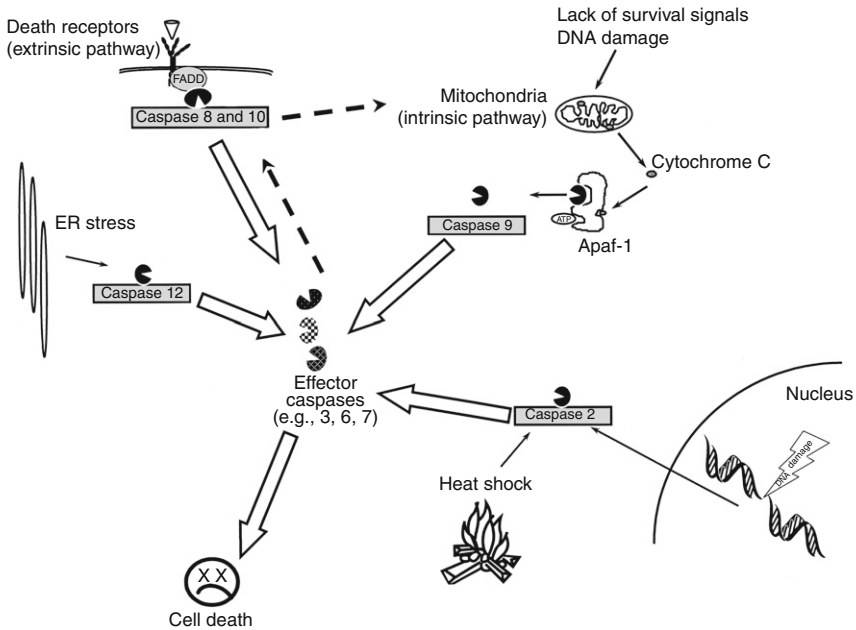 Death receptors
(extrinsic pathway)
FADD
Caspase 8 and 10
Lack of survival signals
DNA damage
Mitochondria
(intrinsic pathway)
Cytochrome C
ATP
Apaf-1
Caspase 9
ER stress
Caspase 12
Effector
caspases
(e.g., 3, 6, 7)
Caspase 2
Heat shock
Nucleus
DNA damage
X X
Cell death